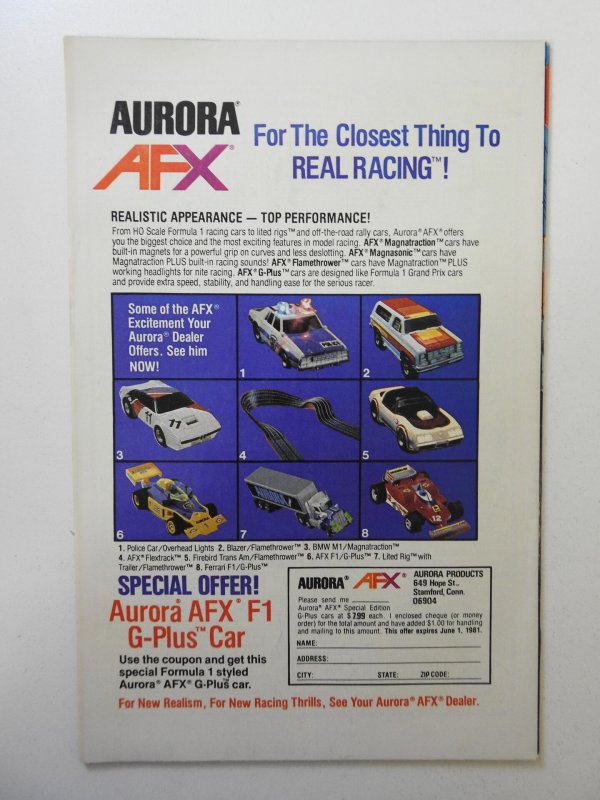 AURORA®
AFX®
For The Closest Thing To
REAL RACING™!
REALISTIC APPEARANCE — TOP PERFORMANCE!
From HO Scale Formula 1 racing cars to lited rigs™ and off-the-road rally cars, Aurora® AFX® offers
you the biggest choice and the most exciting features in model racing. AFX® Magnatraction™ cars have
built-in magnets for a powerful grip on curves and less deslotting. AFX® Magnasonic™ cars have
Magnatraction PLUS built-in racing sounds! AFX® Flamethrower™ cars have Magnatraction™ PLUS
working headlights for nite racing. AFX® G-Plus™ cars are designed like Formula 1 Grand Prix cars
and provide extra speed, stability, and handling ease for the serious racer.
Some of the AFX®
Excitement Your
Aurora® Dealer
Offers. See him
NOW!
1
2
3
11
11
4
5
6
7
AURORA
8
12
1. Police Car/Overhead Lights 2. Blazer/Flamethrower™ 3. BMW M1/Magnatraction™
4. AFX® Flextrack™ 5. Firebird Trans Am/Flamethrower™ 6. AFX F1/G-Plus™ 7. Lited Rig™ with
Trailer/Flamethrower™ 8. Ferrari F1/G-Plus™
SPECIAL OFFER!
Aurora® AFX® F1
G-Plus™ Car
Use the coupon and get this
special Formula 1 styled
Aurora® AFX® G-Plus™ car.
AURORA® AFX®
AURORA PRODUCTS
649 Hope St.,
Stamford, Conn.
06904
Please send me
Aurora® AFX® Special Edition
G-Plus cars at $7.99 each. I enclosed cheque (or money
order) for the total amount and have added $1.00 for handling
and mailing to this amount. This offer expires June 1, 1981.
NAME:
ADDRESS:
CITY: STATE: ZIP CODE:
For New Realism, For New Racing Thrills, See Your Aurora® AFX® Dealer.